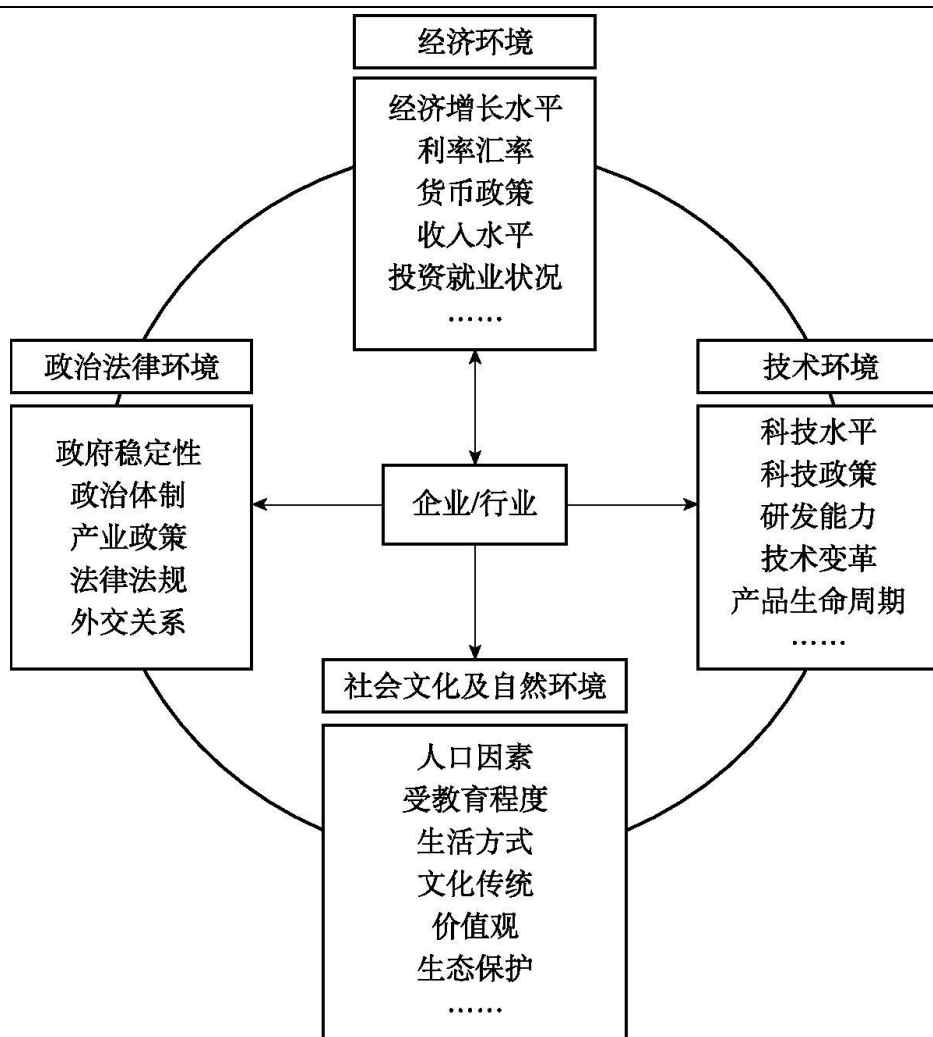 经济环境
经济增长水平
利率汇率
货币政策
收入水平
投资就业状况
……
政治法律环境
政府稳定性
政治体制
产业政策
法律法规
外交关系
企业/行业
技术环境
科技水平
科技政策
研发能力
技术变革
产品生命周期
……
社会文化及自然环境
人口因素
受教育程度
生活方式
文化传统
价值观
生态保护
……